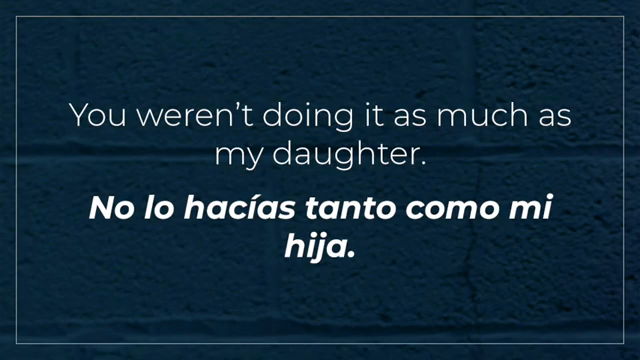 You weren't doing it as much as
my daughter.
No lo hacías tanto como mi
hija.